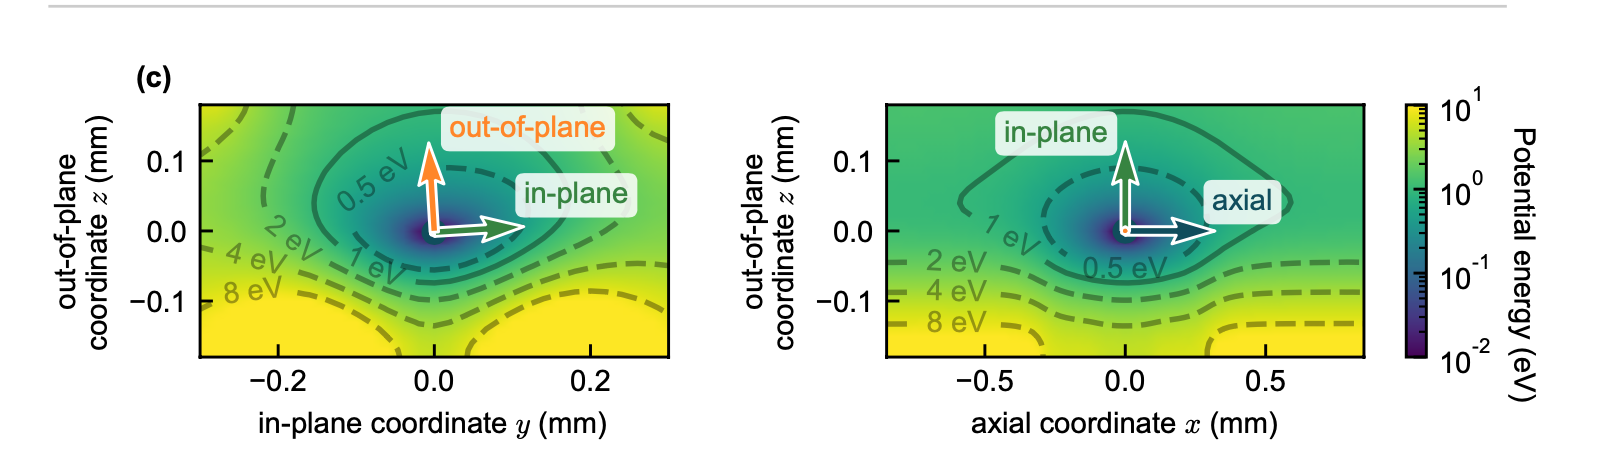 (c)
out-of-plane
coordinate z (mm)
0.1
0.0
−0.1
out-of-plane
in-plane
0.5 eV
2 eV
1 eV
4 eV
8 eV
−0.2
0.0
0.2
in-plane coordinate y (mm)
out-of-plane
coordinate z (mm)
0.1
0.0
−0.1
in-plane
axial
1 eV
0.5 eV
2 eV
4 eV
8 eV
−0.5
0.0
0.5
axial coordinate x (mm)
10^1
10^0
10^-1
10^-2
Potential energy (eV)